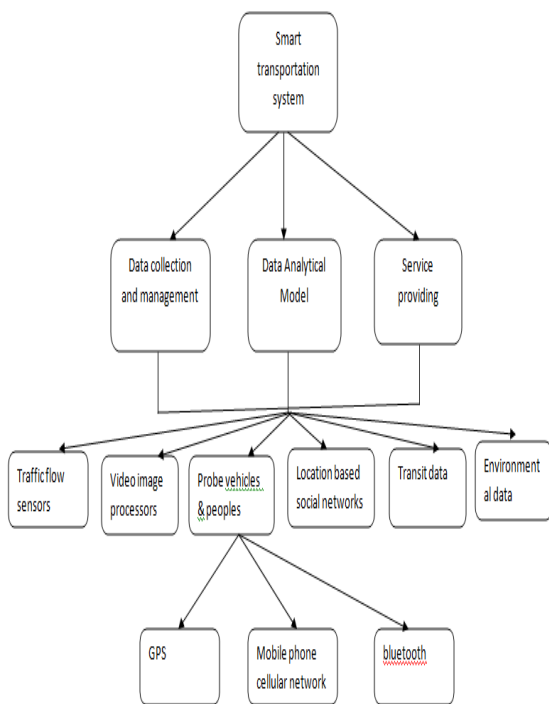 Smart
transportation
system
Data collection
and management
Data Analytical
Model
Service
providing
Traffic flow
sensors
Video image
processors
Probe vehicles
& peoples
Location based
social networks
Transit data
Environment
al data
GPS
Mobile phone
cellular network
bluetooth